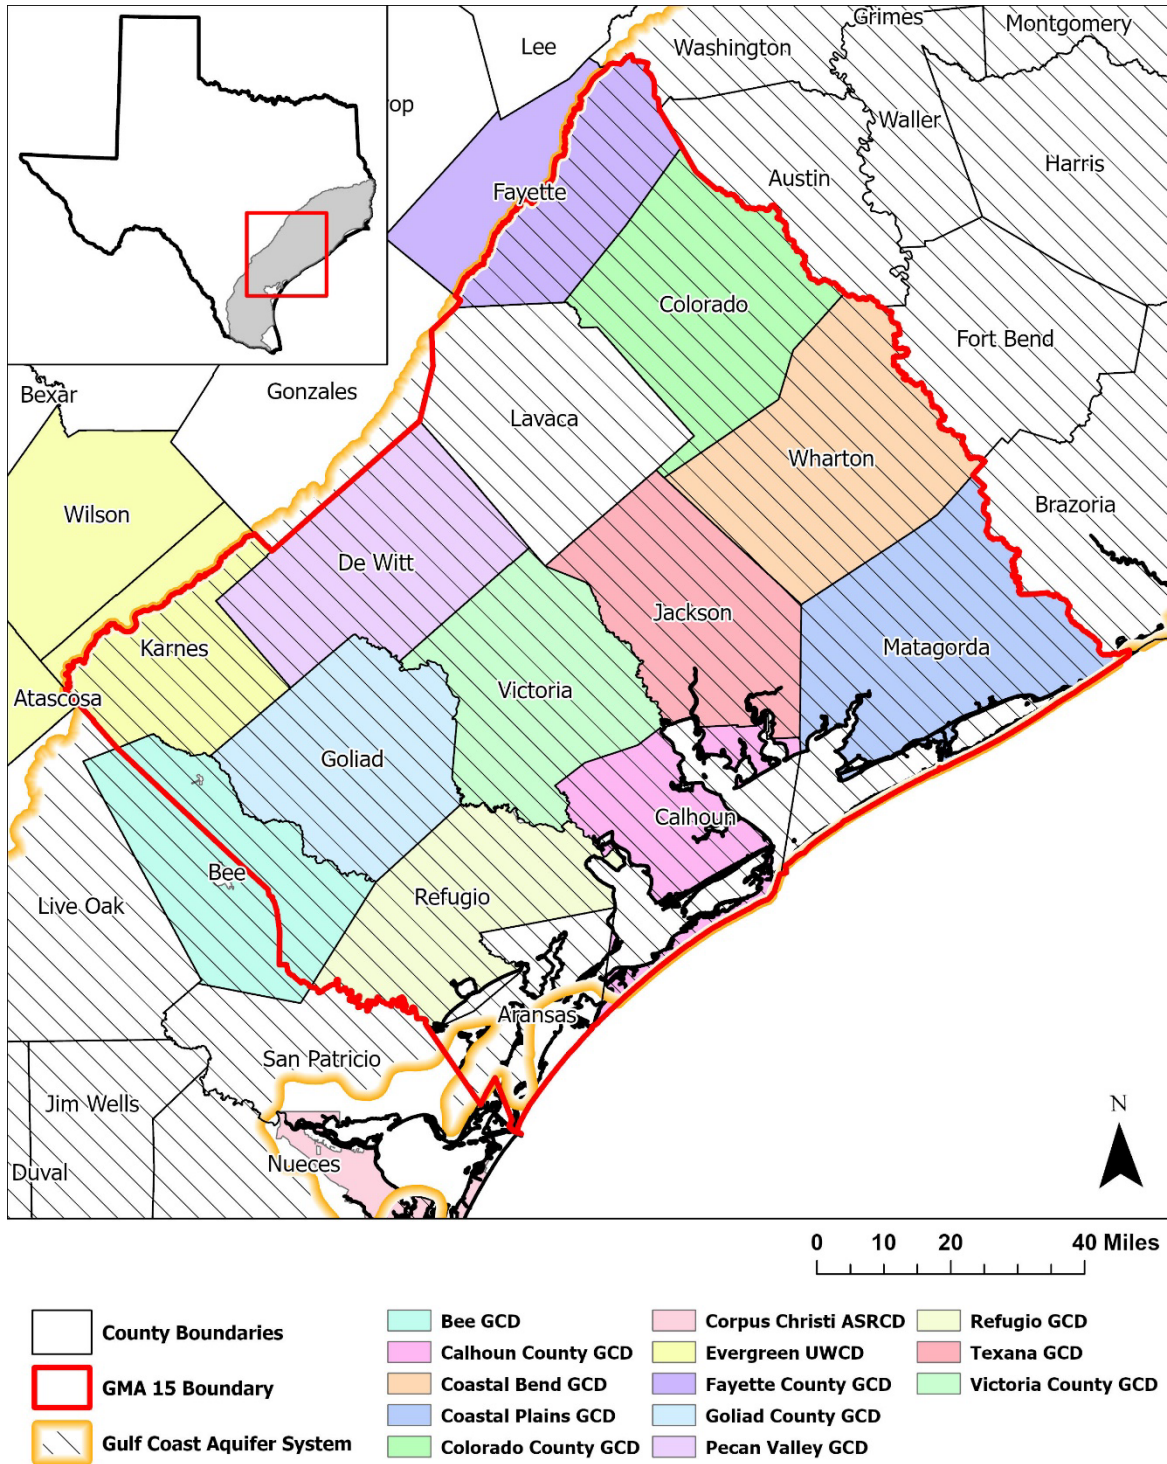 Lee
Washington
Grimes
Montgomery
op
Waller
Harris
Austin
Fayette
Colorado
Fort Bend
Bexar
Gonzales
Lavaca
Wharton
Brazoria
Wilson
De Witt
Jackson
Karnes
Matagorda
Atascosa
Victoria
Goliad
Calhoun
Bee
Refugio
Live Oak
Aransas
San Patricio
Jim Wells
Nueces
Duval
N
0 10 20 40 Miles
County Boundaries
GMA 15 Boundary
Gulf Coast Aquifer System
Bee GCD
Calhoun County GCD
Coastal Bend GCD
Coastal Plains GCD
Colorado County GCD
Corpus Christi ASRCD
Evergreen UWCD
Fayette County GCD
Goliad County GCD
Pecan Valley GCD
Refugio GCD
Texana GCD
Victoria County GCD